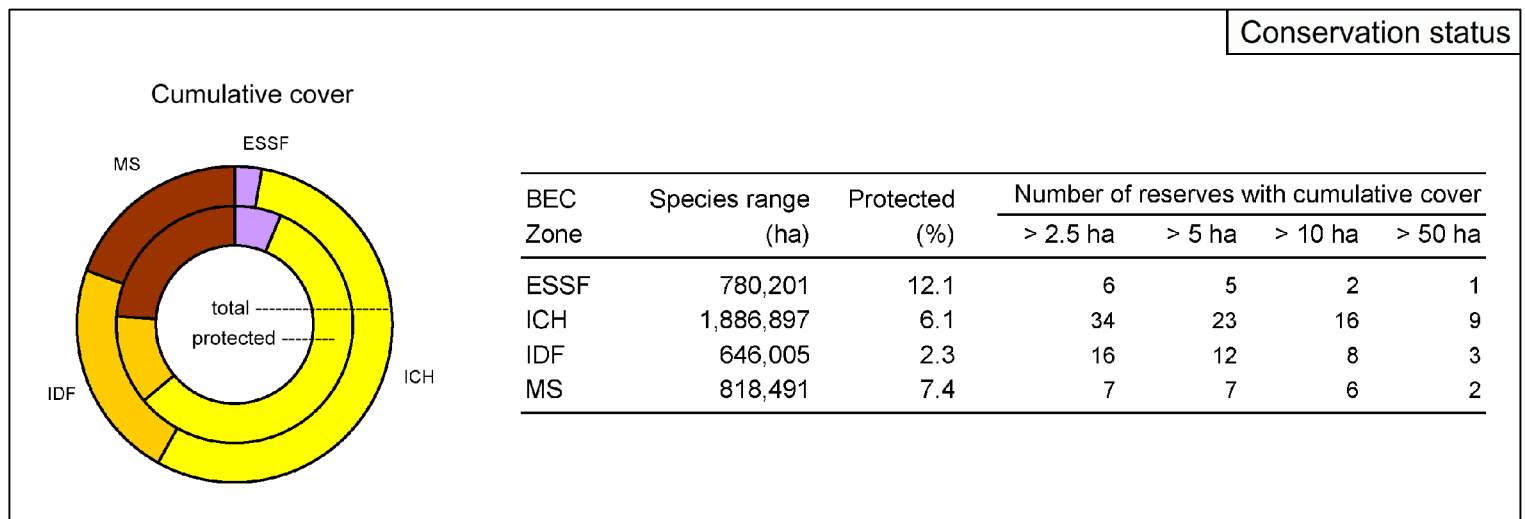 Conservation status
Cumulative cover
ESSF
MS
total
protected
IDF
ICH
BEC Species range Protected Number of reserves with cumulative cover
Zone (ha) (%) > 2.5 ha > 5 ha > 10 ha > 50 ha
ESSF 780,201 12.1 6 5 2 1
ICH 1,886,897 6.1 34 23 16 9
IDF 646,005 2.3 16 12 8 3
MS 818,491 7.4 7 7 6 2